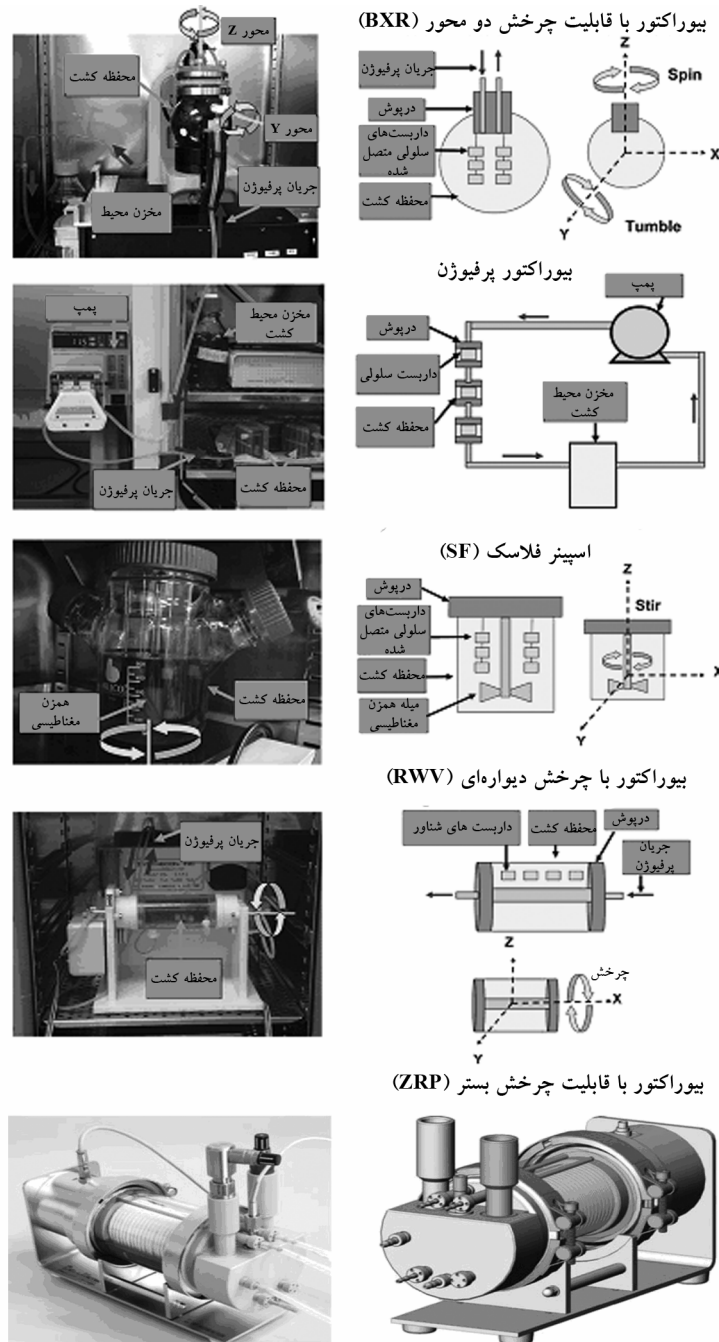 بیوراکتور با قابلیت چرخش دو محور (BXR)
محور Z
محفظه کشت
محور Y
جریان پرفیوژن
مخزن محیط
جریان پرفیوژن
درپوش
داربست‌های
سلولی متصل
شده
محفظه کشت
Z
Spin
X
Y
Tumble
بیوراکتور پرفیوژن
پمپ
مخزن محیط
کشت
جریان پرفیوژن
محفظه کشت
پمپ
درپوش
داربست سلولی
محفظه کشت
مخزن محیط
کشت
اسپینر فلاسک (SF)
همزن
مغناطیسی
محفظه کشت
درپوش
داربست‌های
سلولی متصل
شده
محفظه کشت
میله همزن
مغناطیسی
Z
Stir
X
Y
بیوراکتور با چرخش دیواره‌ای (RWV)
جریان پرفیوژن
محفظه کشت
داربست های شناور
محفظه کشت
درپوش
جریان
پرفیوژن
Z
چرخش
X
Y
بیوراکتور با قابلیت چرخش بستر (ZRP)